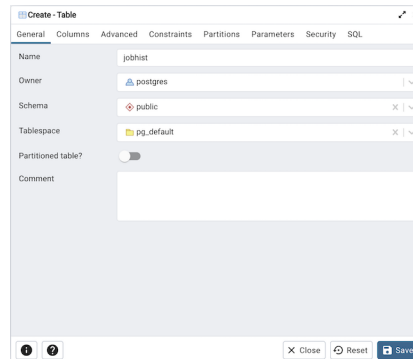 Create - Table
General Columns Advanced Constraints Partitions Parameters Security SQL
Name jobhist
Owner postgres
Schema public
Tablespace pg_default
Partitioned table?
Comment
Close Reset Save